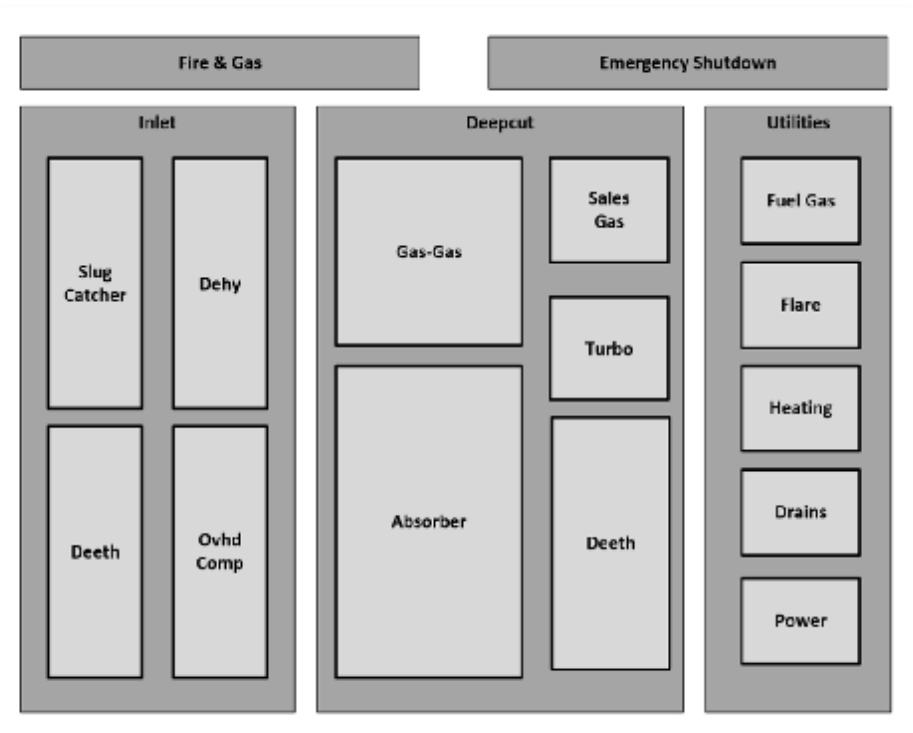 Fire & Gas
Emergency Shutdown
Inlet
Slug
Catcher
Dehy
Deeth
Ovhd
Comp
Deepcut
Gas-Gas
Sales
Gas
Turbo
Absorber
Deeth
Utilities
Fuel Gas
Flare
Heating
Drains
Power